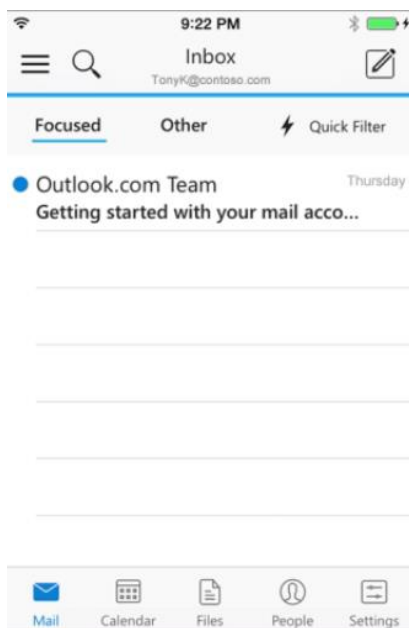 9:22 PM
Inbox
TonyK@contoso.com
Focused Other Quick Filter
Outlook.com Team Thursday
Getting started with your mail acco...
Mail Calendar Files People Settings